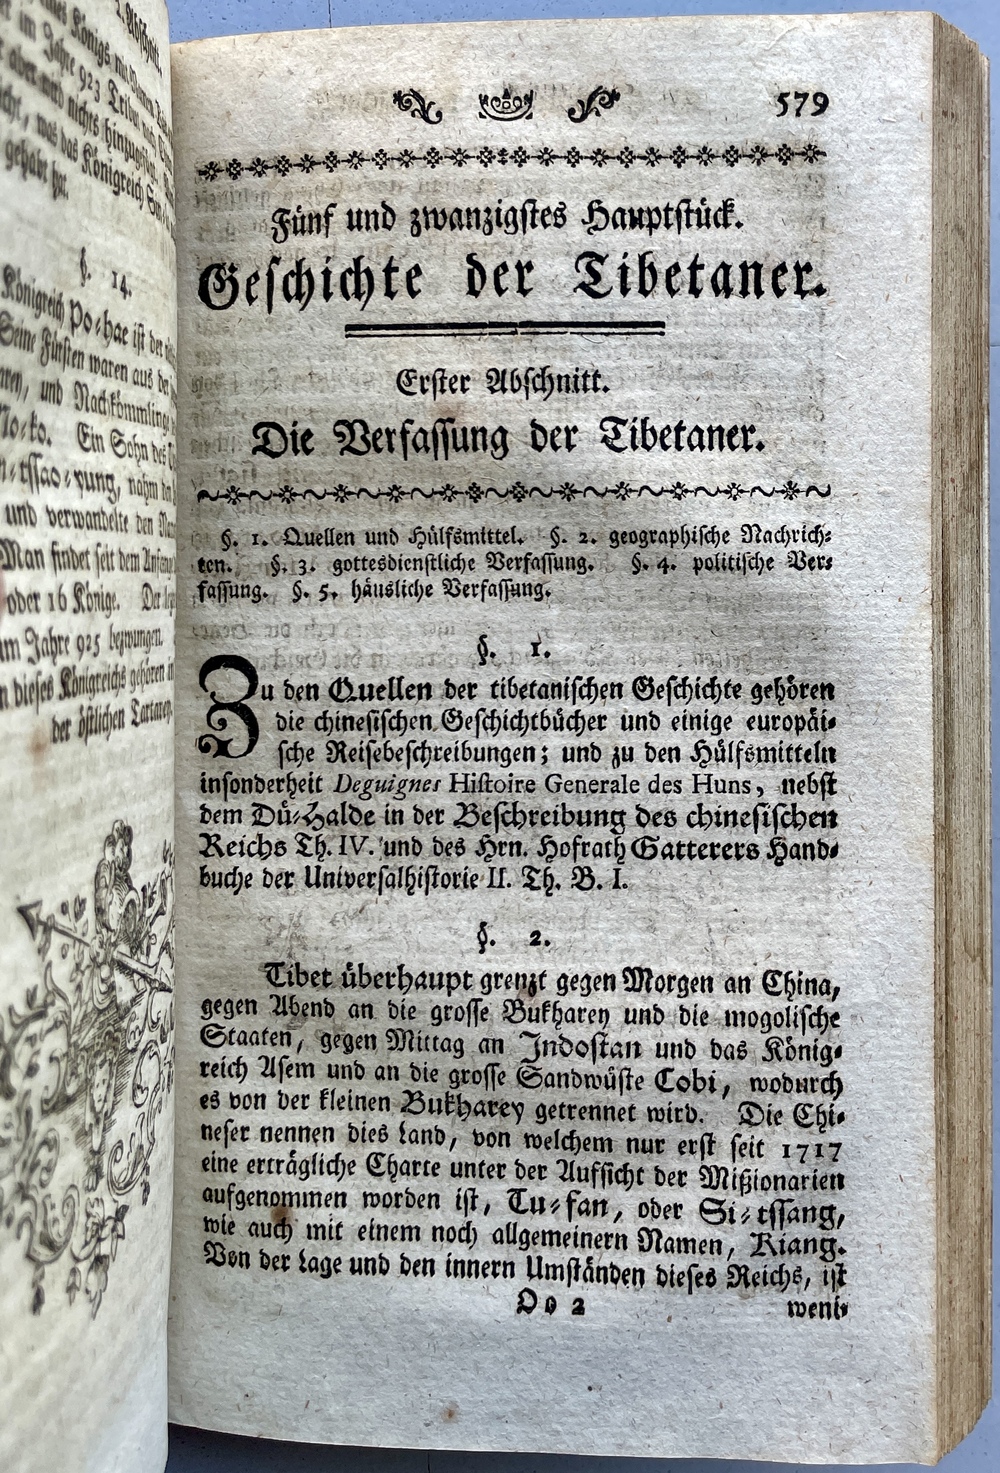 §. 14.
Königreich Po⸗hae ist der
Seine Fürsten waren aus der
und Nachkömmlinge
Ein Sohn des
nahm den
und verwandelte den
Man findet seit dem Anfange
oder 16 Könige. Der
im Jahre 925 bezwungen.
dieses Königreichs gehören in
der östlichen Tartarey.
579
Fünf und zwanzigstes Hauptstück.
Geschichte der Tibetaner.
Erster Abschnitt.
Die Verfassung der Tibetaner.
§. 1. Quellen und Hülfsmittel. §. 2. geographische Nachrich⸗
ten. §. 3. gottesdienstliche Verfassung. §. 4. politische Ver⸗
fassung. §. 5. häusliche Verfassung.
§. 1.
Zu den Quellen der tibetanischen Geschichte gehören
die chinesischen Geschichtbücher und einige europäi⸗
sche Reisebeschreibungen; und zu den Hülfsmitteln
insonderheit Deguignes Histoire Generale des Huns, nebst
dem Dü⸗Halde in der Beschreibung des chinesischen
Reichs Th. IV. und des Hrn. Hofrath Gatterers Hand⸗
buche der Universalhistorie II. Th. B. I.
§. 2.
Tibet überhaupt grenzt gegen Morgen an China,
gegen Abend an die grosse Bukharey und die mogolische
Staaten, gegen Mittag an Indostan und das König⸗
reich Asem und an die grosse Sandwüste Cobi, wodurch
es von der kleinen Bukharey getrennet wird. Die Chi⸗
neser nennen dies Land, von welchem nur erst seit 1717
eine erträgliche Charte unter der Aufsicht der Mißionarien
aufgenommen worden ist, Tu⸗fan, oder Si⸗tssang,
wie auch mit einem noch allgemeinern Namen, Kiang.
Von der Lage und den innern Umständen dieses Reichs, ist
Oo 2 weni⸗